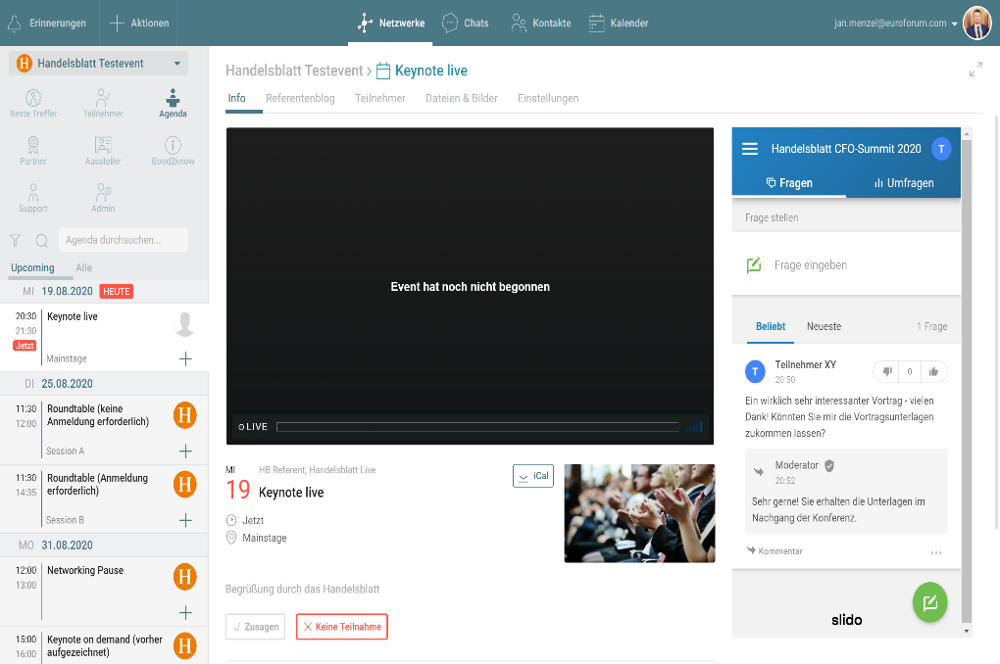 Erinnerungen
Aktionen
Netzwerke
Chats
Kontakte
Kalender
jan.menzel@euroforum.com
H Handelsblatt Testevent
Beste Treffer
Teilnehmer
Agenda
Partner
Aussteller
Good2know
Support
Admin
Agenda durchsuchen...
Upcoming
Alle
MI 19.08.2020 HEUTE
20:30 Keynote live
21:30
Jetzt
Mainstage
DI 25.08.2020
11:30 Roundtable (keine
12:00 Anmeldung erforderlich)
H
Session A
11:30 Roundtable (Anmeldung
14:35 erforderlich)
H
Session B
MO 31.08.2020
12:00 Networking Pause
13:00
H
15:00 Keynote on demand (vorher
16:00 aufgezeichnet)
H
Handelsblatt Testevent > Keynote live
Info
Referentenblog
Teilnehmer
Dateien & Bilder
Einstellungen
Event hat noch nicht begonnen
LIVE
MI
19
HB Referent, Handelsblatt Live
Keynote live
iCal
Jetzt
Mainstage
Begrüßung durch das Handelsblatt
Zusagen
Keine Teilnahme
Handelsblatt CFO-Summit 2020
T
Fragen
Umfragen
Frage stellen
Frage eingeben
Beliebt
Neueste
1 Frage
T
Teilnehmer XY
20:50
0
Ein wirklich sehr interessanter Vortrag - vielen
Dank! Könnten Sie mir die Vortragsunterlagen
zukommen lassen?
Moderator
20:52
Sehr gerne! Sie erhalten die Unterlagen im
Nachgang der Konferenz.
Kommentar
slido